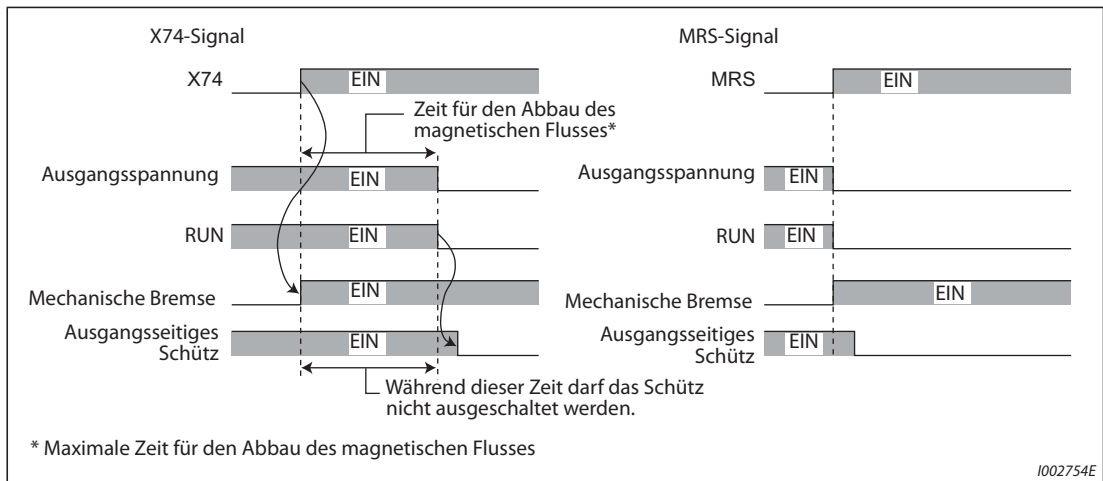 X74-Signal
X74
EIN
Zeit für den Abbau des
magnetischen Flusses*
Ausgangsspannung
EIN
RUN
EIN
Mechanische Bremse
EIN
Ausgangsseitiges
Schütz
EIN
Während dieser Zeit darf das Schütz
nicht ausgeschaltet werden.
MRS-Signal
MRS
EIN
Ausgangsspannung
EIN
RUN
EIN
Mechanische Bremse
EIN
Ausgangsseitiges
Schütz
EIN
* Maximale Zeit für den Abbau des magnetischen Flusses
I002754E